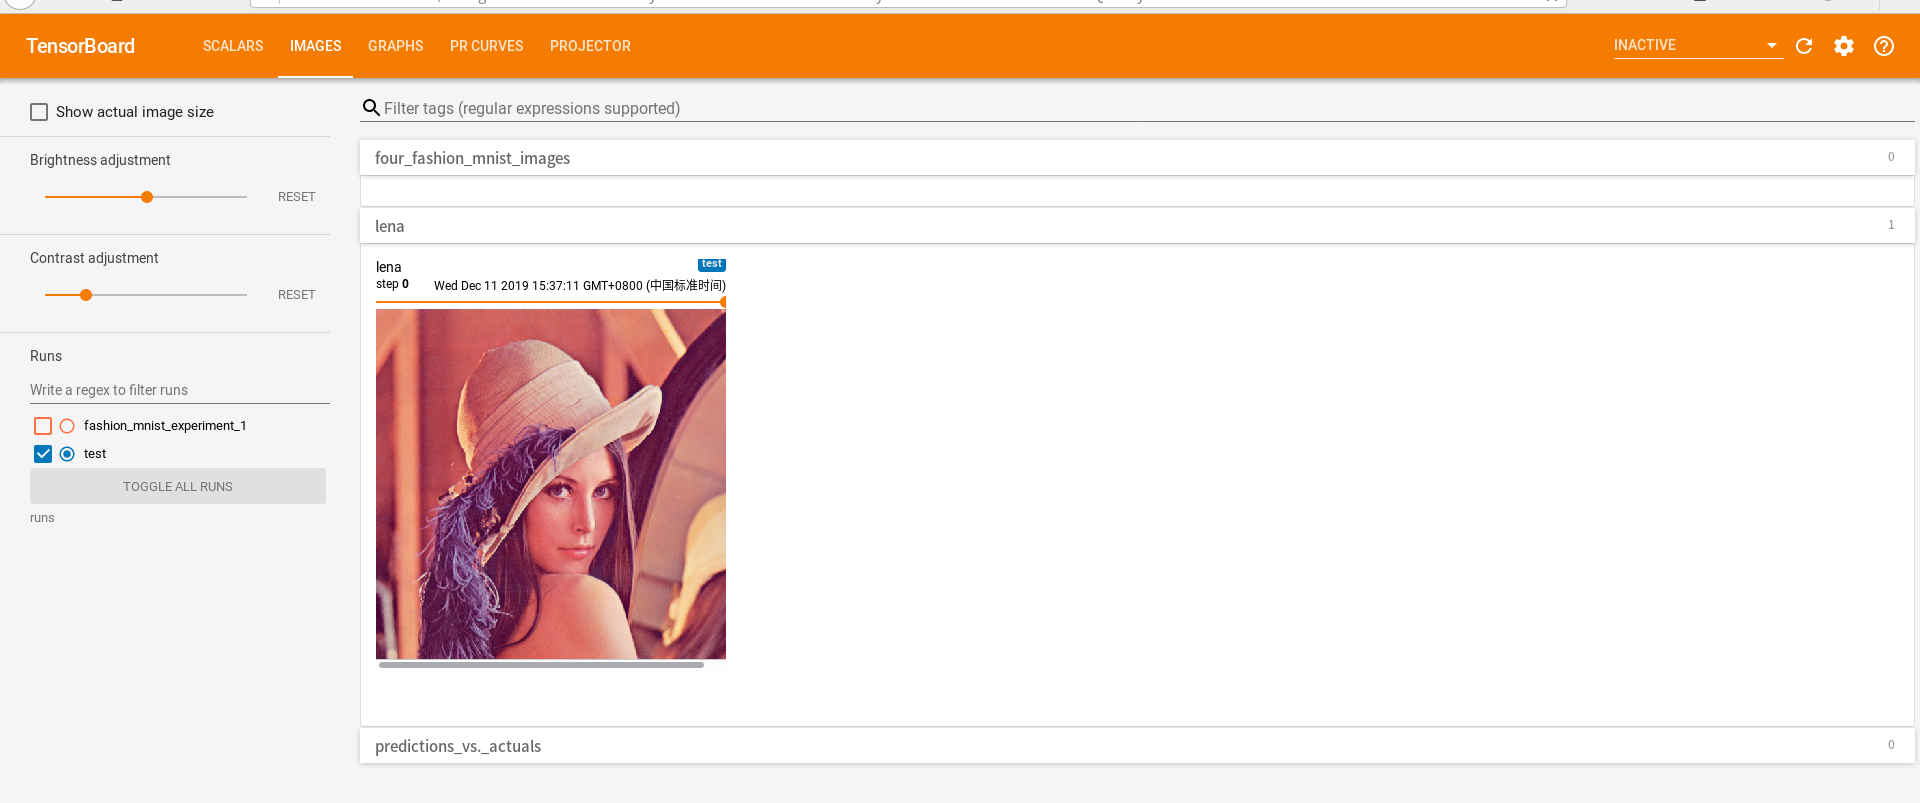 TensorBoard SCALARS IMAGES GRAPHS PR CURVES PROJECTOR INACTIVE
Show actual image size
Brightness adjustment
RESET
Contrast adjustment
RESET
Runs
Write a regex to filter runs
fashion_mnist_experiment_1
test
TOGGLE ALL RUNS
runs
Filter tags (regular expressions supported)
four_fashion_mnist_images 0
lena 1
lena test
step 0 Wed Dec 11 2019 15:37:11 GMT+0800 (中国标准时间)
predictions_vs._actuals 0